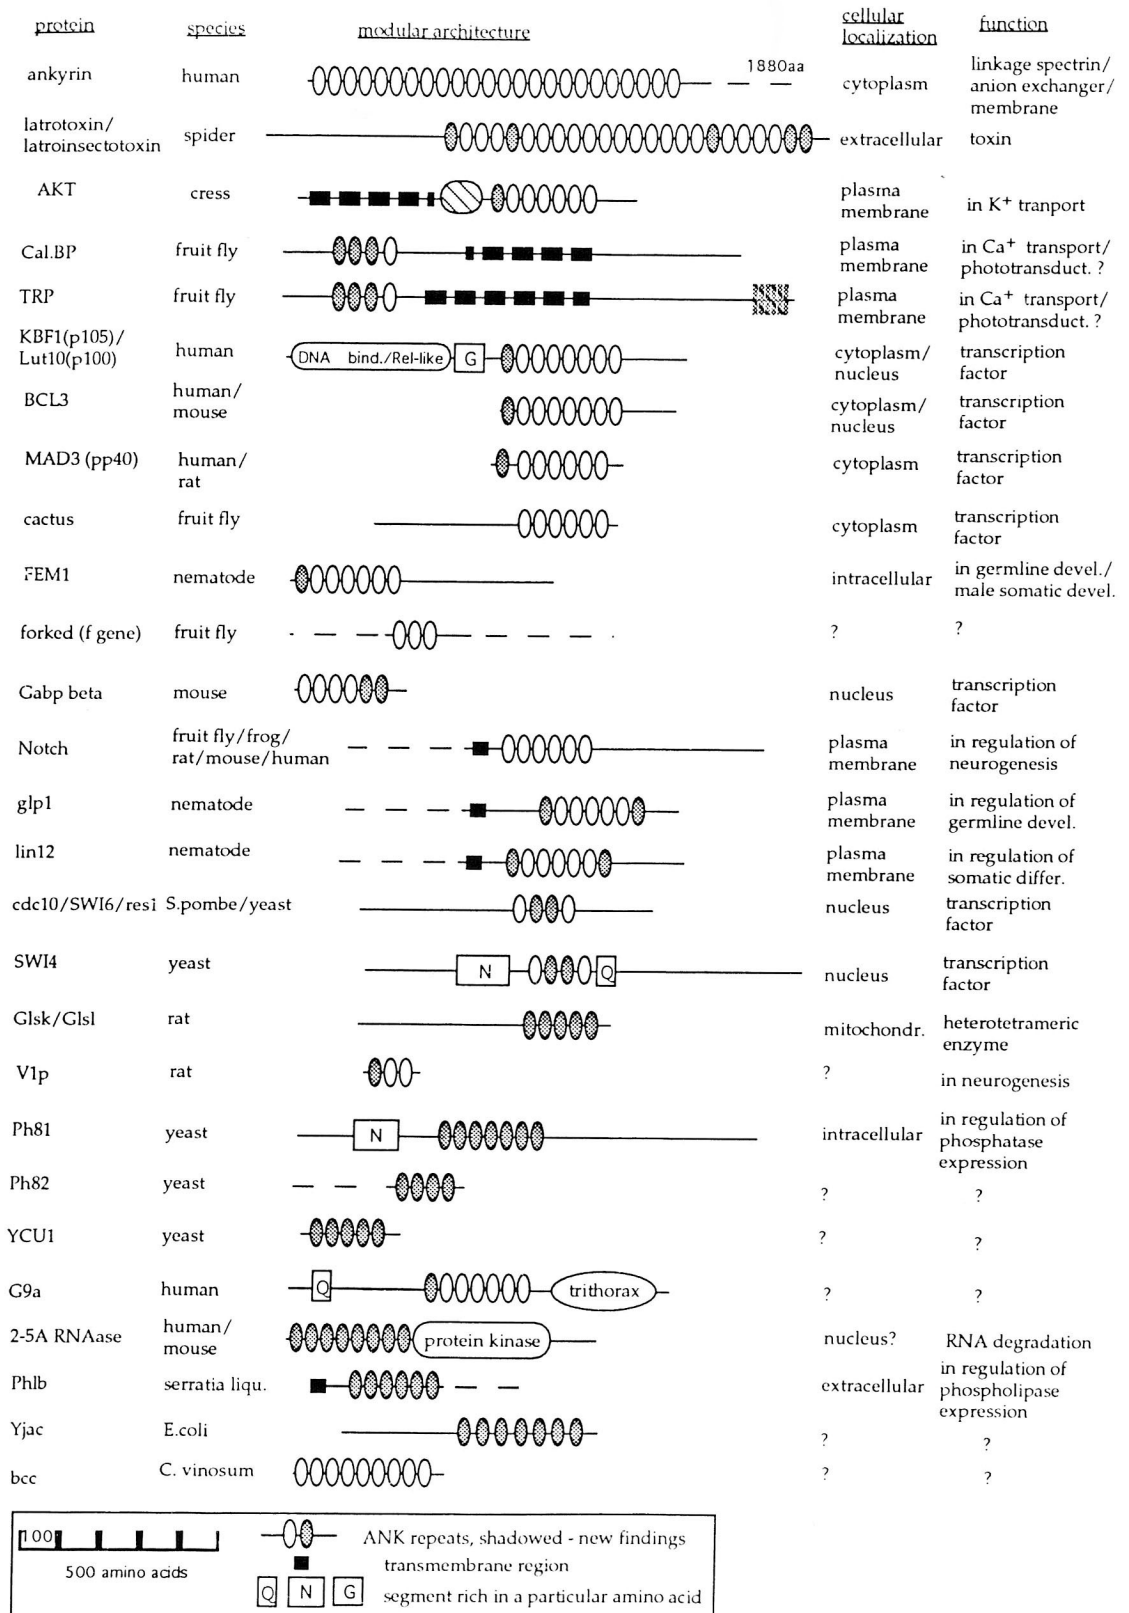 protein species modular architecture cellular localization function
ankyrin human 1880aa cytoplasm linkage spectrin/ anion exchanger/ membrane
latrotoxin/ latroinsectotoxin spider extracellular toxin
AKT cress plasma membrane in K+ tranport
Cal.BP fruit fly plasma membrane in Ca+ transport/ phototransduct. ?
TRP fruit fly plasma membrane in Ca+ transport/ phototransduct. ?
KBF1(p105)/ Lut10(p100) human DNA bind./Rel-like G cytoplasm/ nucleus transcription factor
BCL3 human/ mouse cytoplasm/ nucleus transcription factor
MAD3 (pp40) human/ rat cytoplasm transcription factor
cactus fruit fly cytoplasm transcription factor
FEM1 nematode intracellular in germline devel./ male somatic devel.
forked (f gene) fruit fly ? ?
Gabp beta mouse nucleus transcription factor
Notch fruit fly/frog/ rat/mouse/human plasma membrane in regulation of neurogenesis
glp1 nematode plasma membrane in regulation of germline devel.
lin12 nematode plasma membrane in regulation of somatic differ.
cdc10/SWI6/res1 S.pombe/yeast nucleus transcription factor
SWI4 yeast N Q nucleus transcription factor
Glsk/Glsl rat mitochondr. heterotetrameric enzyme
V1p rat ? in neurogenesis
Ph81 yeast N intracellular in regulation of phosphatase expression
Ph82 yeast ? ?
YCU1 yeast ? ?
G9a human Q trithorax ? ?
2-5A RNAase human/ mouse protein kinase nucleus? RNA degradation
Phlb serratia liqu. extracellular in regulation of phospholipase expression
Yjac E.coli ? ?
bcc C. vinosum ? ?
100 ANK repeats, shadowed - new findings
500 amino acids transmembrane region
Q N G segment rich in a particular amino acid